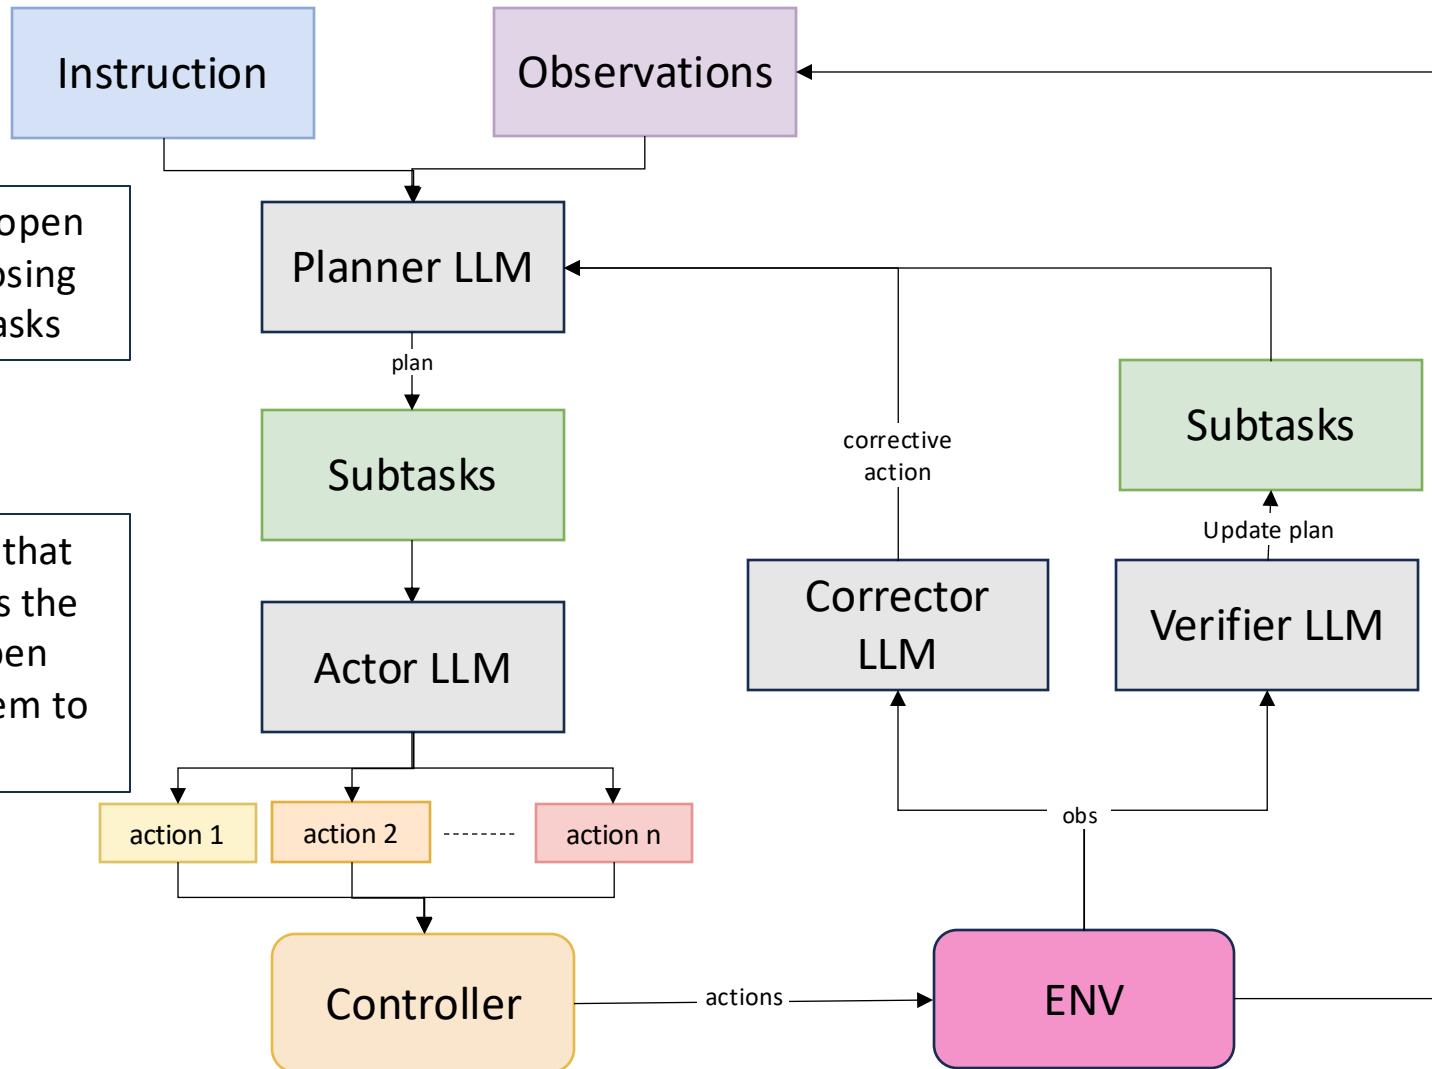 Instruction
Observations
open
osing
asks
Planner LLM
plan
Subtasks
corrective
action
Subtasks
Update plan
that
s the
pen
em to
Actor LLM
Corrector
LLM
Verifier LLM
action 1
action 2
action n
obs
Controller
actions
ENV